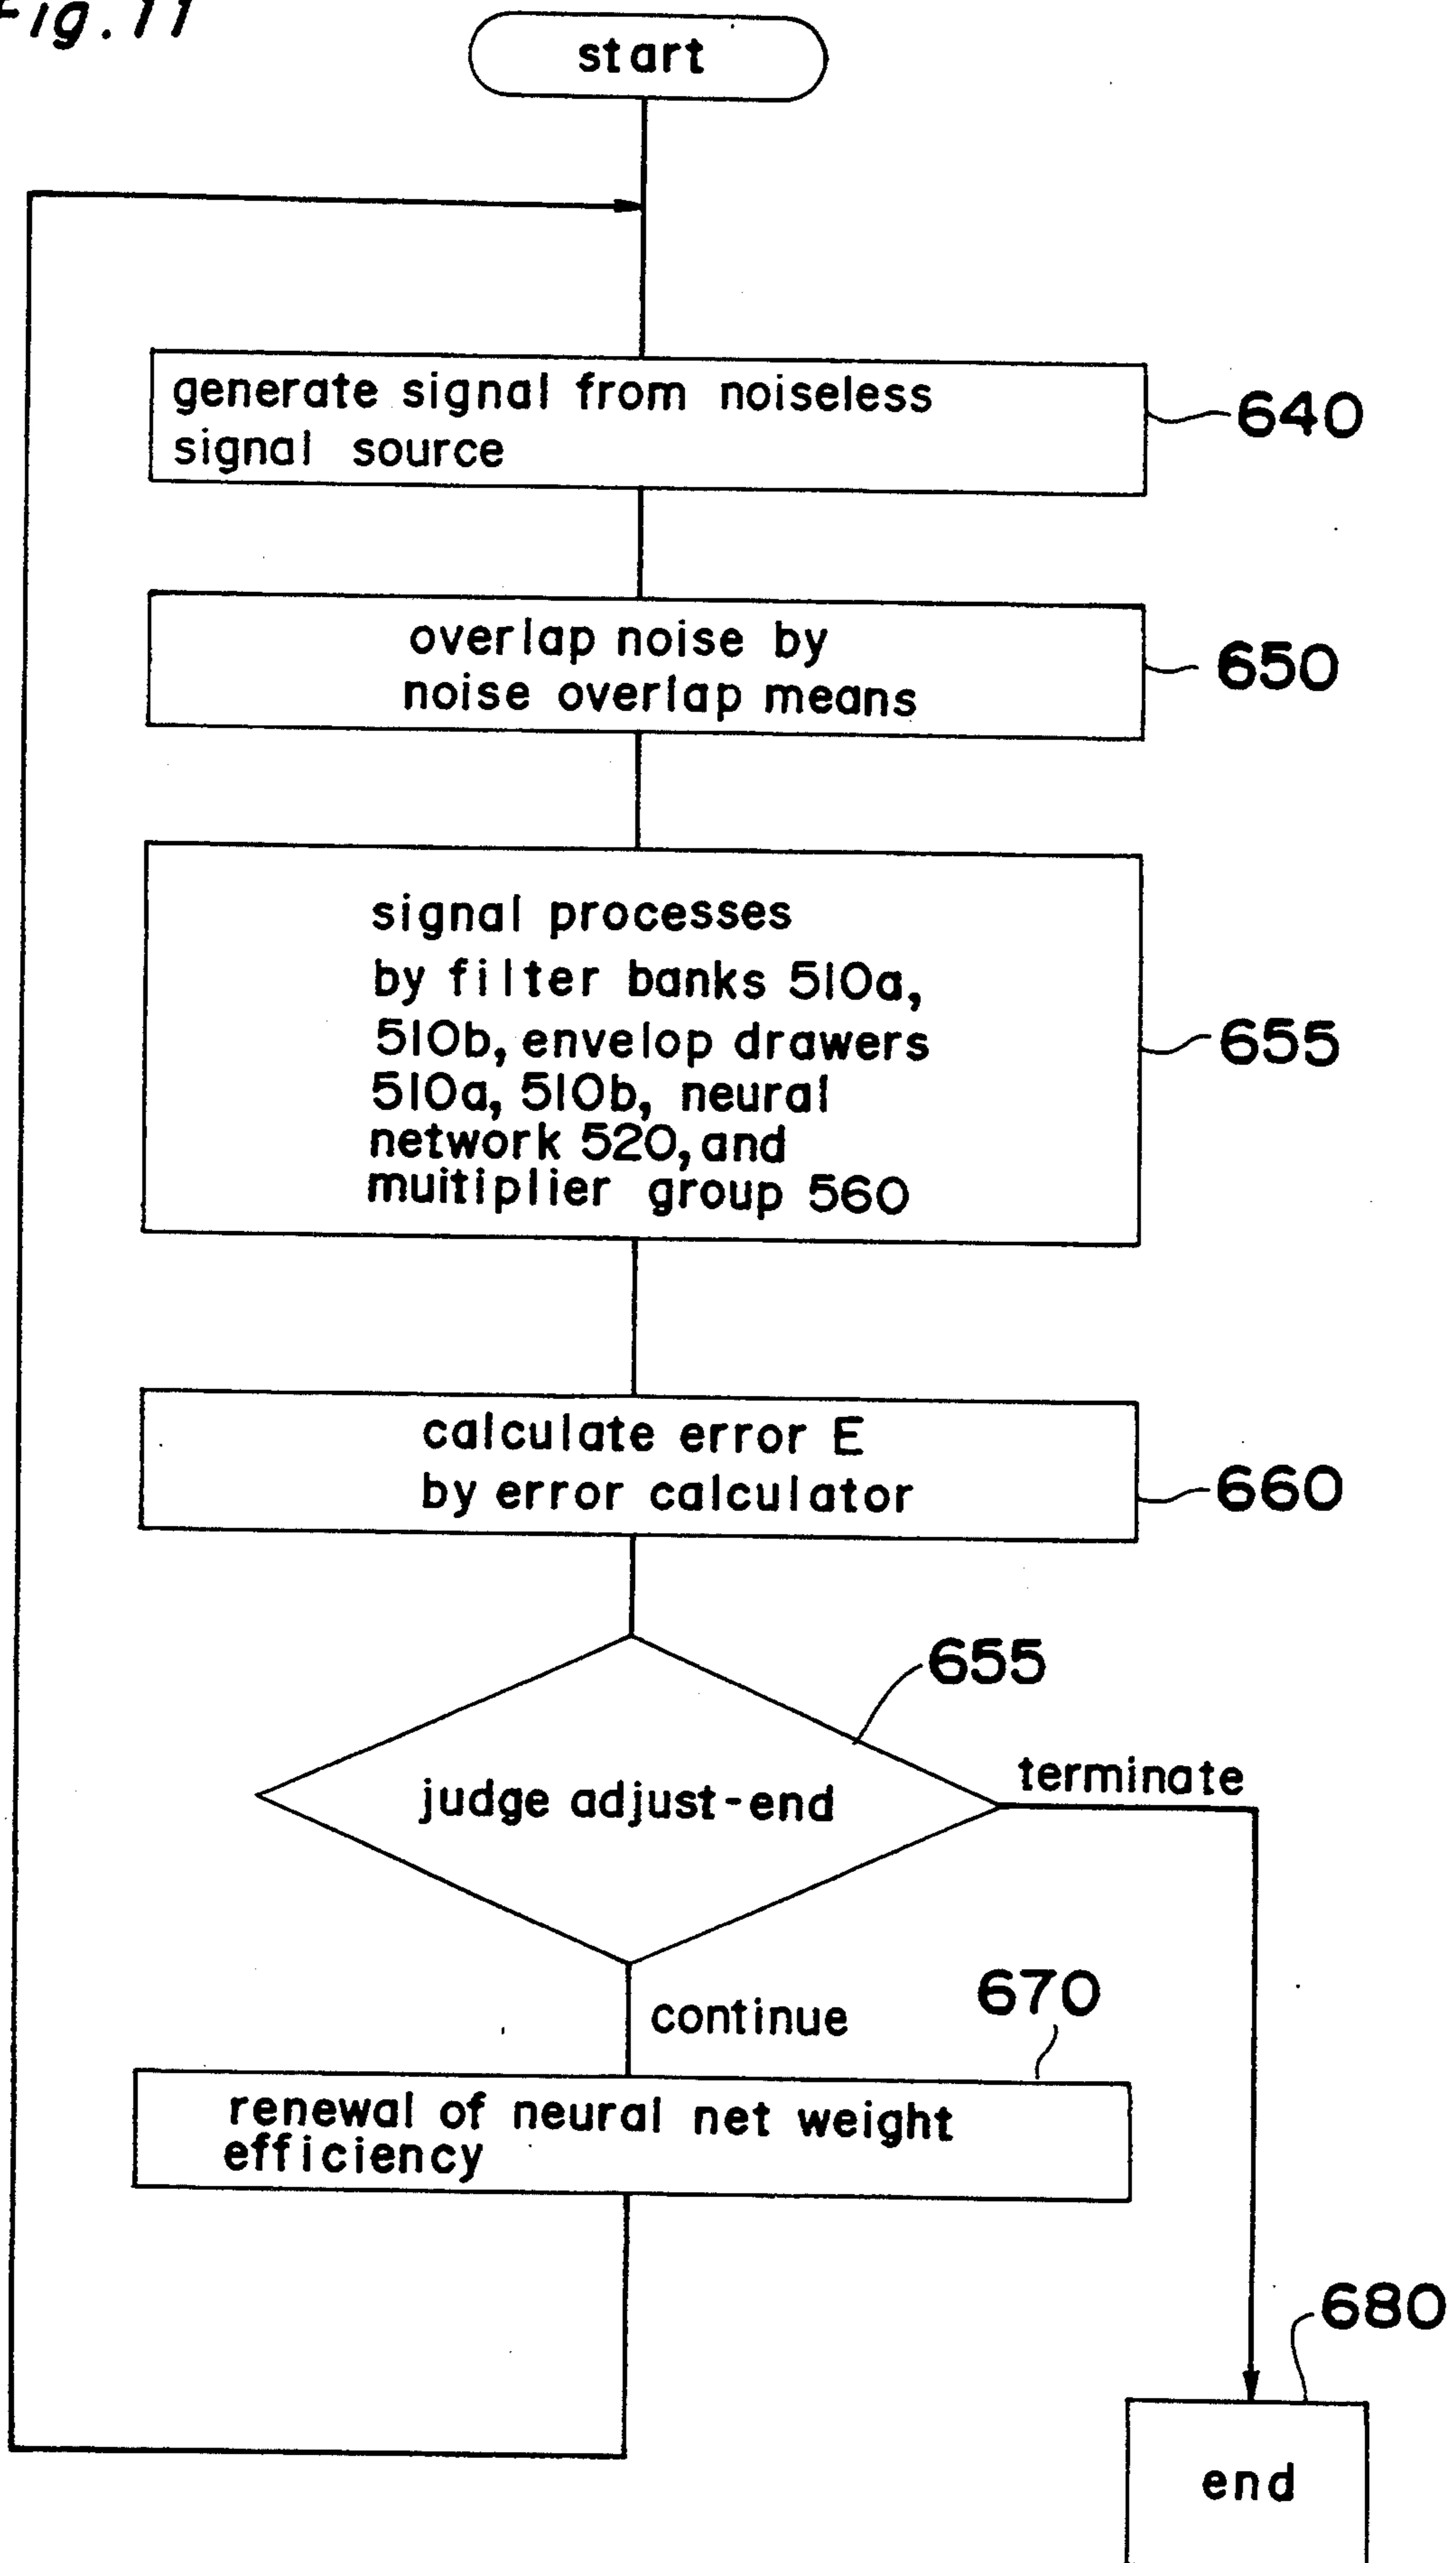 Fig. 11
start
generate signal from noiseless
signal source
640
overlap noise by
noise overlap means
650
signal processes
by filter banks 510a,
510b, envelop drawers
510a, 510b, neural
network 520, and
muitiplier group 560
655
calculate error E
by error calculator
660
655
judge adjust-end
terminate
continue
670
renewal of neural net weight
efficiency
680
end